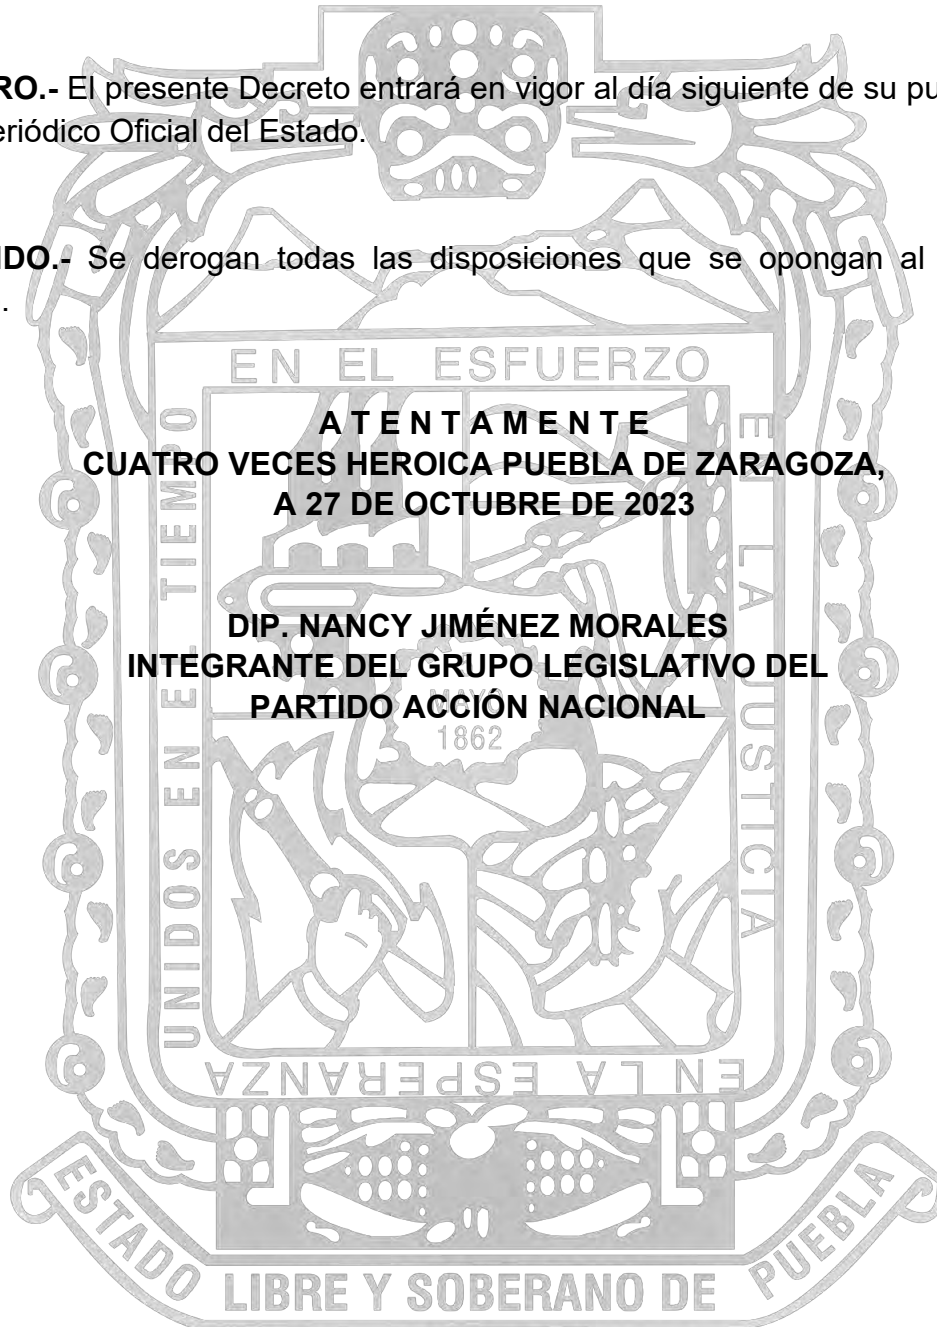 RO.- El presente Decreto entrará en vigor al día siguiente de su pu
eriódico Oficial del Estado.
DO.- Se derogan todas las disposiciones que se opongan al
.
EN EL ESFUERZO
A T E N T A M E N T E
CUATRO VECES HEROICA PUEBLA DE ZARAGOZA,
A 27 DE OCTUBRE DE 2023
DIP. NANCY JIMÉNEZ MORALES
INTEGRANTE DEL GRUPO LEGISLATIVO DEL
PARTIDO ACCIÓN NACIONAL
MAYO
1862
UNIDOS EN EL TIEMPO
EN LA JUSTICIA
EN LA ESPERANZA
ESTADO LIBRE Y SOBERANO DE PUEBLA